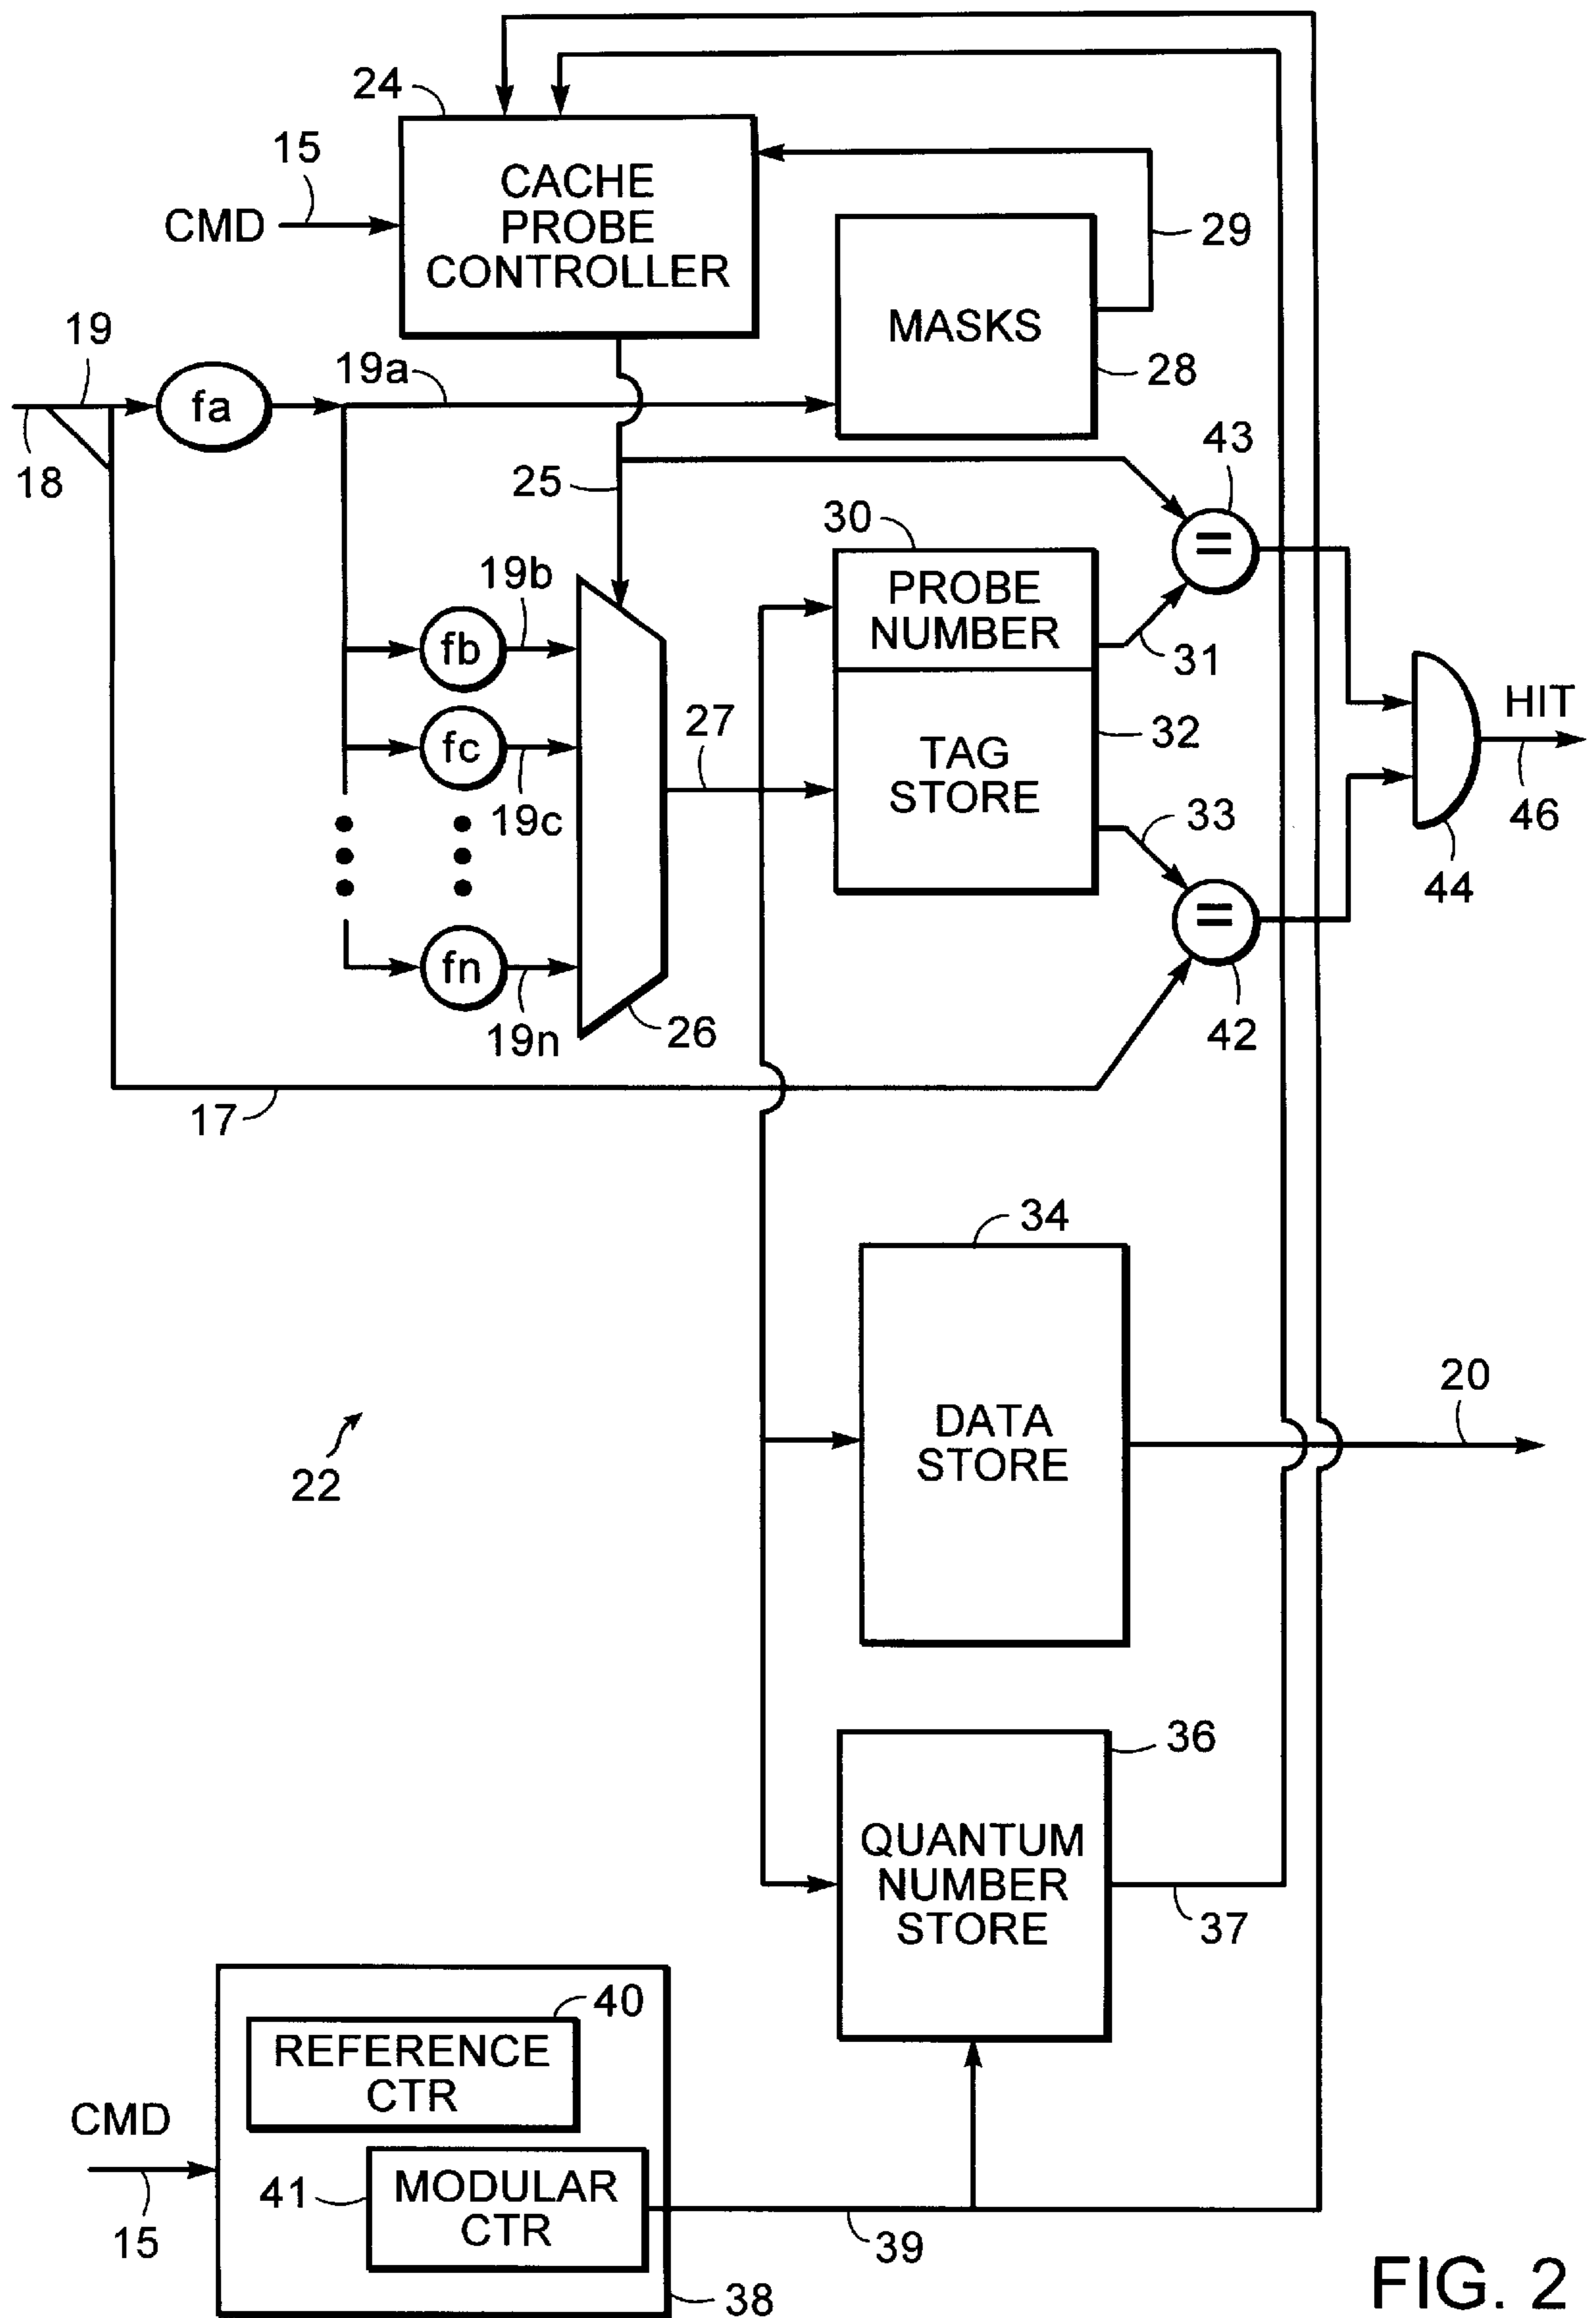 24
15
CMD
CACHE
PROBE
CONTROLLER
29
MASKS
28
19
fa
19a
18
25
43
=
30
PROBE
NUMBER
31
19b
fb
27
32
HIT
fc
19c
TAG
STORE
33
46
44
fn
19n
26
=
42
17
34
DATA
STORE
20
22
36
QUANTUM
NUMBER
STORE
37
40
REFERENCE
CTR
CMD
15
41
MODULAR
CTR
39
38
FIG. 2